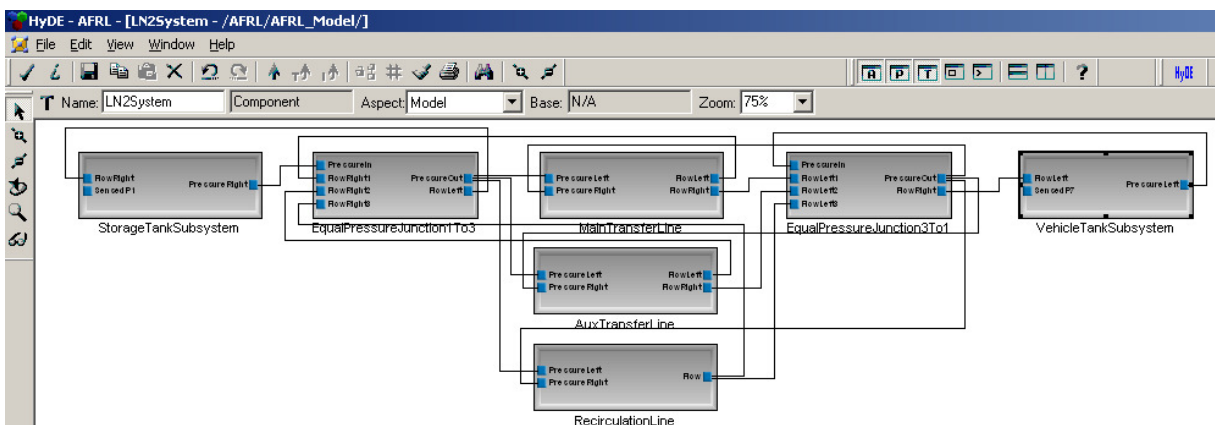 HyDE - AFRL - [LN2System - /AFRL/AFRL_Model/]
File Edit View Window Help
A P T ? HyDE
T Name: LN2System Component Aspect: Model Base: N/A Zoom: 75%
FlowRight
SensedP1
PressureRight
StorageTankSubsystem
PressureIn
FlowRight1
FlowRight2
FlowRight3
PressureOut
FlowLeft
EqualPressureJunction1To3
PressureLeft
PressureRight
FlowLeft
FlowRight
MainTransferLine
PressureIn
FlowLeft1
FlowLeft2
FlowLeft3
PressureOut
FlowRight
EqualPressureJunction3To1
FlowLeft
SensedP7
PressureLeft
VehicleTankSubsystem
PressureLeft
PressureRight
FlowLeft
FlowRight
AuxTransferLine
PressureLeft
PressureRight
Flow
RecirculationLine